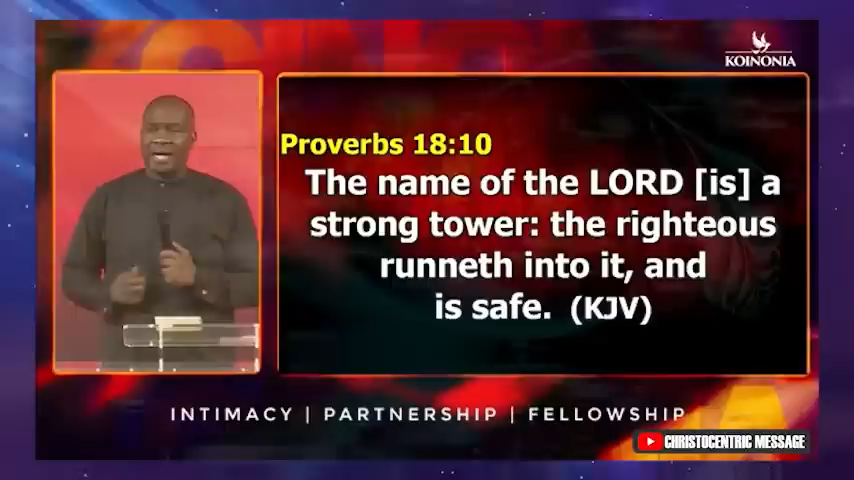 KOINONIA
Proverbs 18:10
The name of the LORD [is] a
strong tower: the righteous
runneth into it, and
is safe. (KJV)
INTIMACY | PARTNERSHIP | FELLOWSHIP
CHRISTOCENTRIC MESSAGE